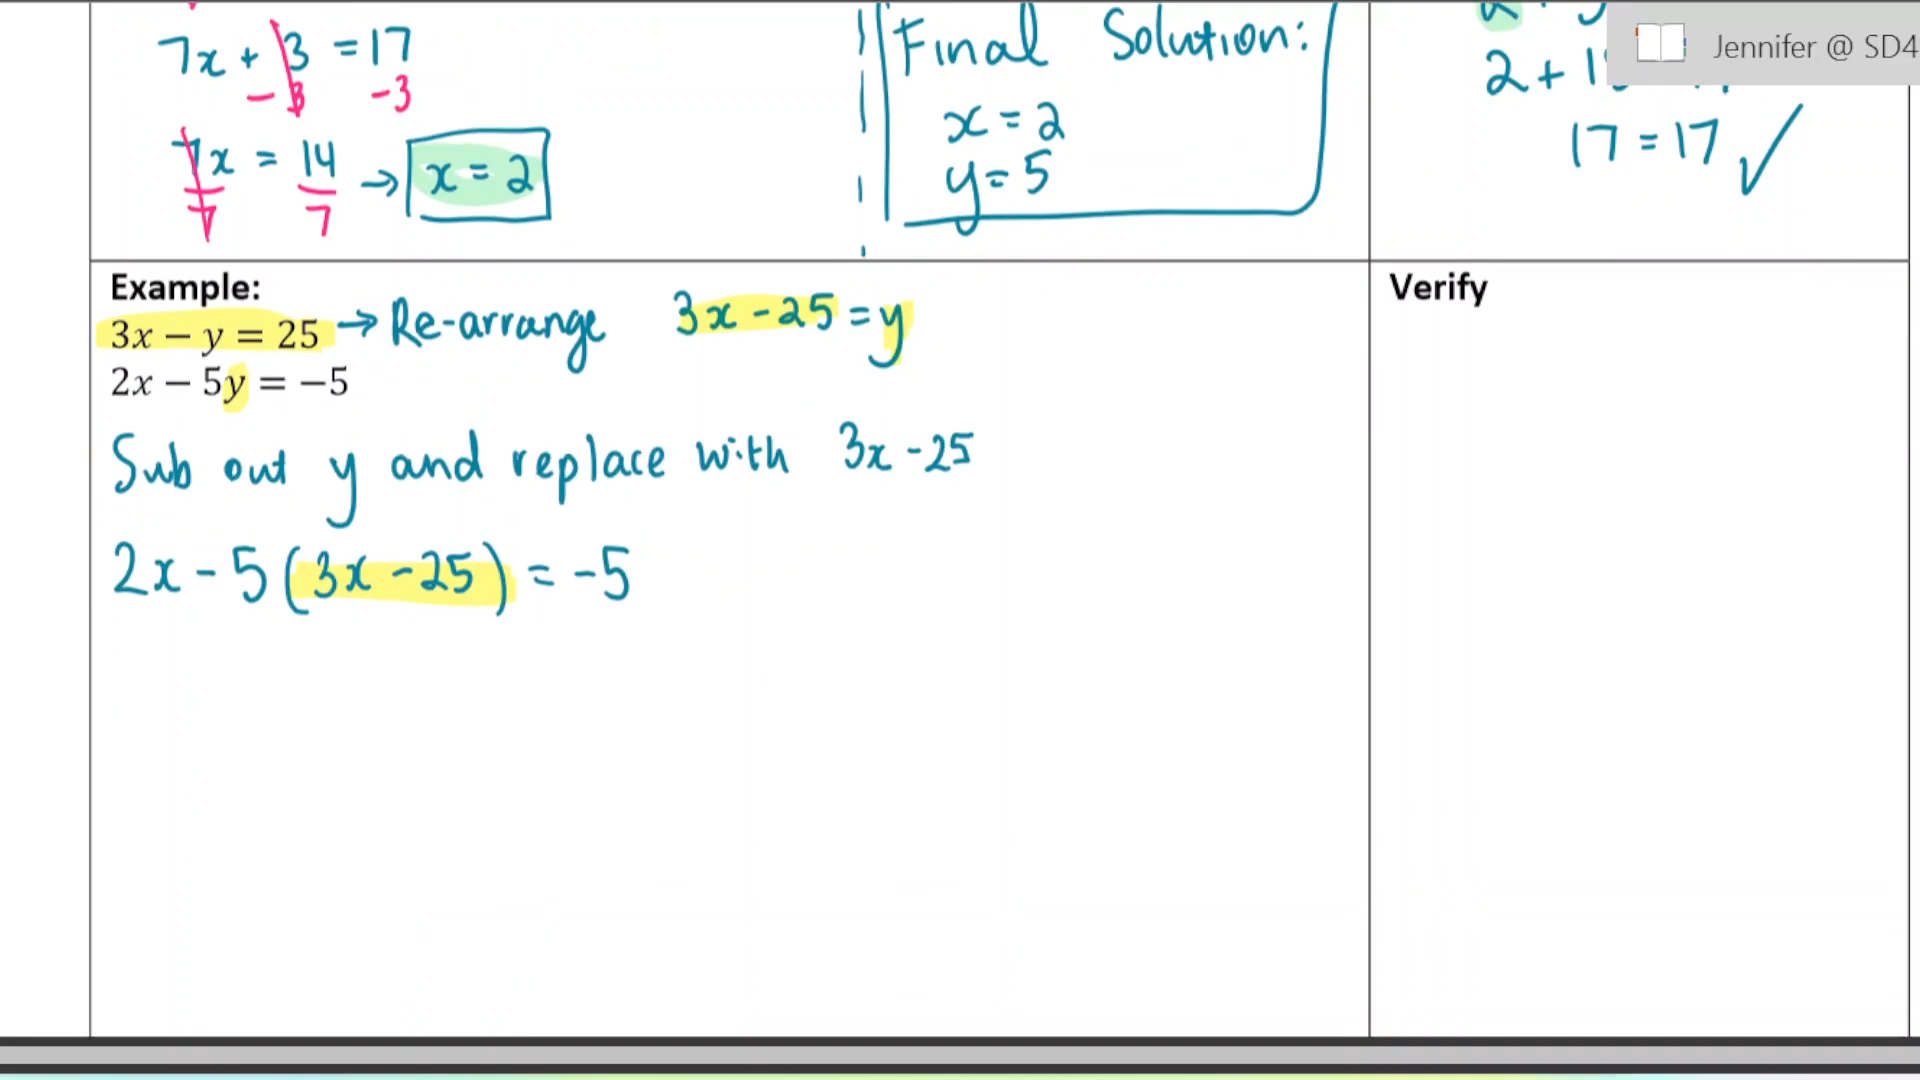 7x + 3 = 17
-3 -3
7x = 14 → x = 2
7 7
Final Solution:
x = 2
y = 5
2 + 1
17 = 17 ✓
Jennifer @ SD4
Example:
3x − y = 25 → Re-arrange 3x - 25 = y
2x − 5y = −5
Sub out y and replace with 3x - 25
2x - 5 (3x - 25) = -5
Verify